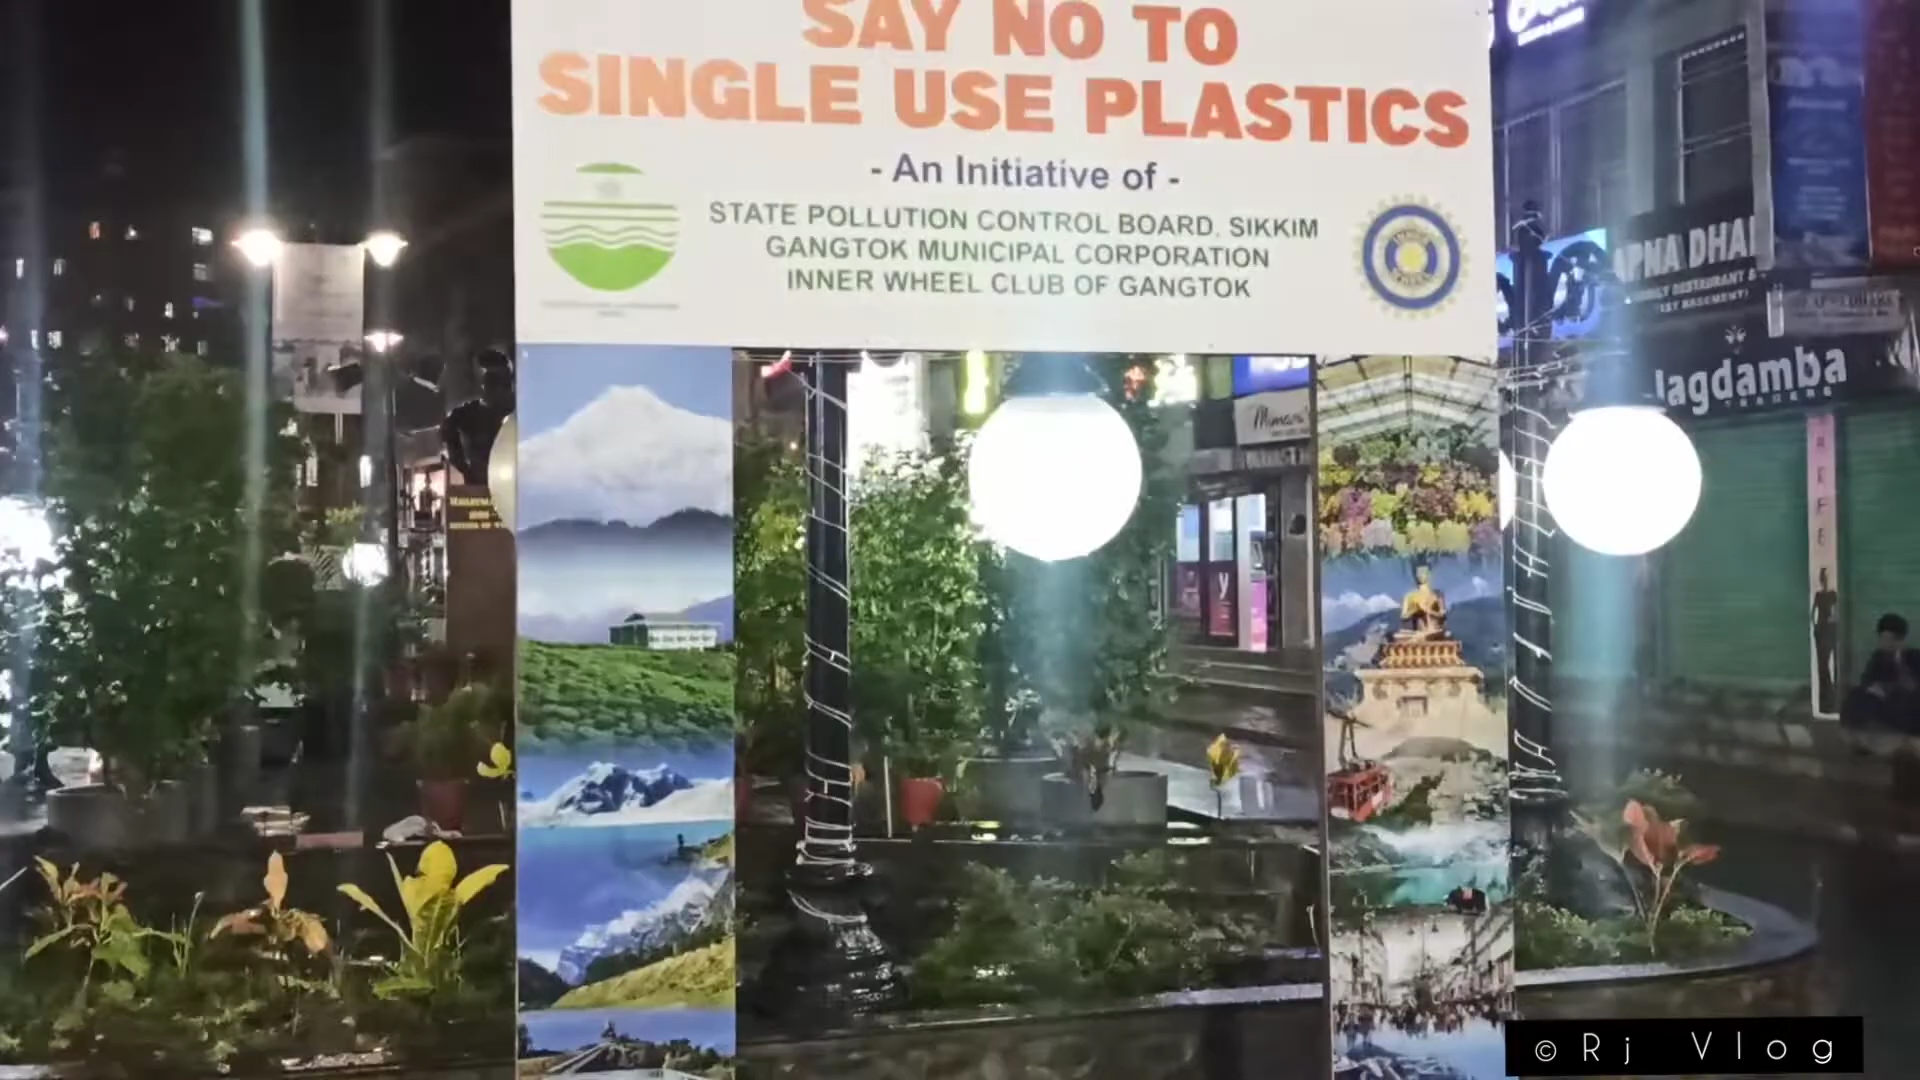 SAY NO TO
SINGLE USE PLASTICS
- An Initiative of -
STATE POLLUTION CONTROL BOARD, SIKKIM
GANGTOK MUNICIPAL CORPORATION
INNER WHEEL CLUB OF GANGTOK
APNA DHA
Jagdamba
© Rj Vlog